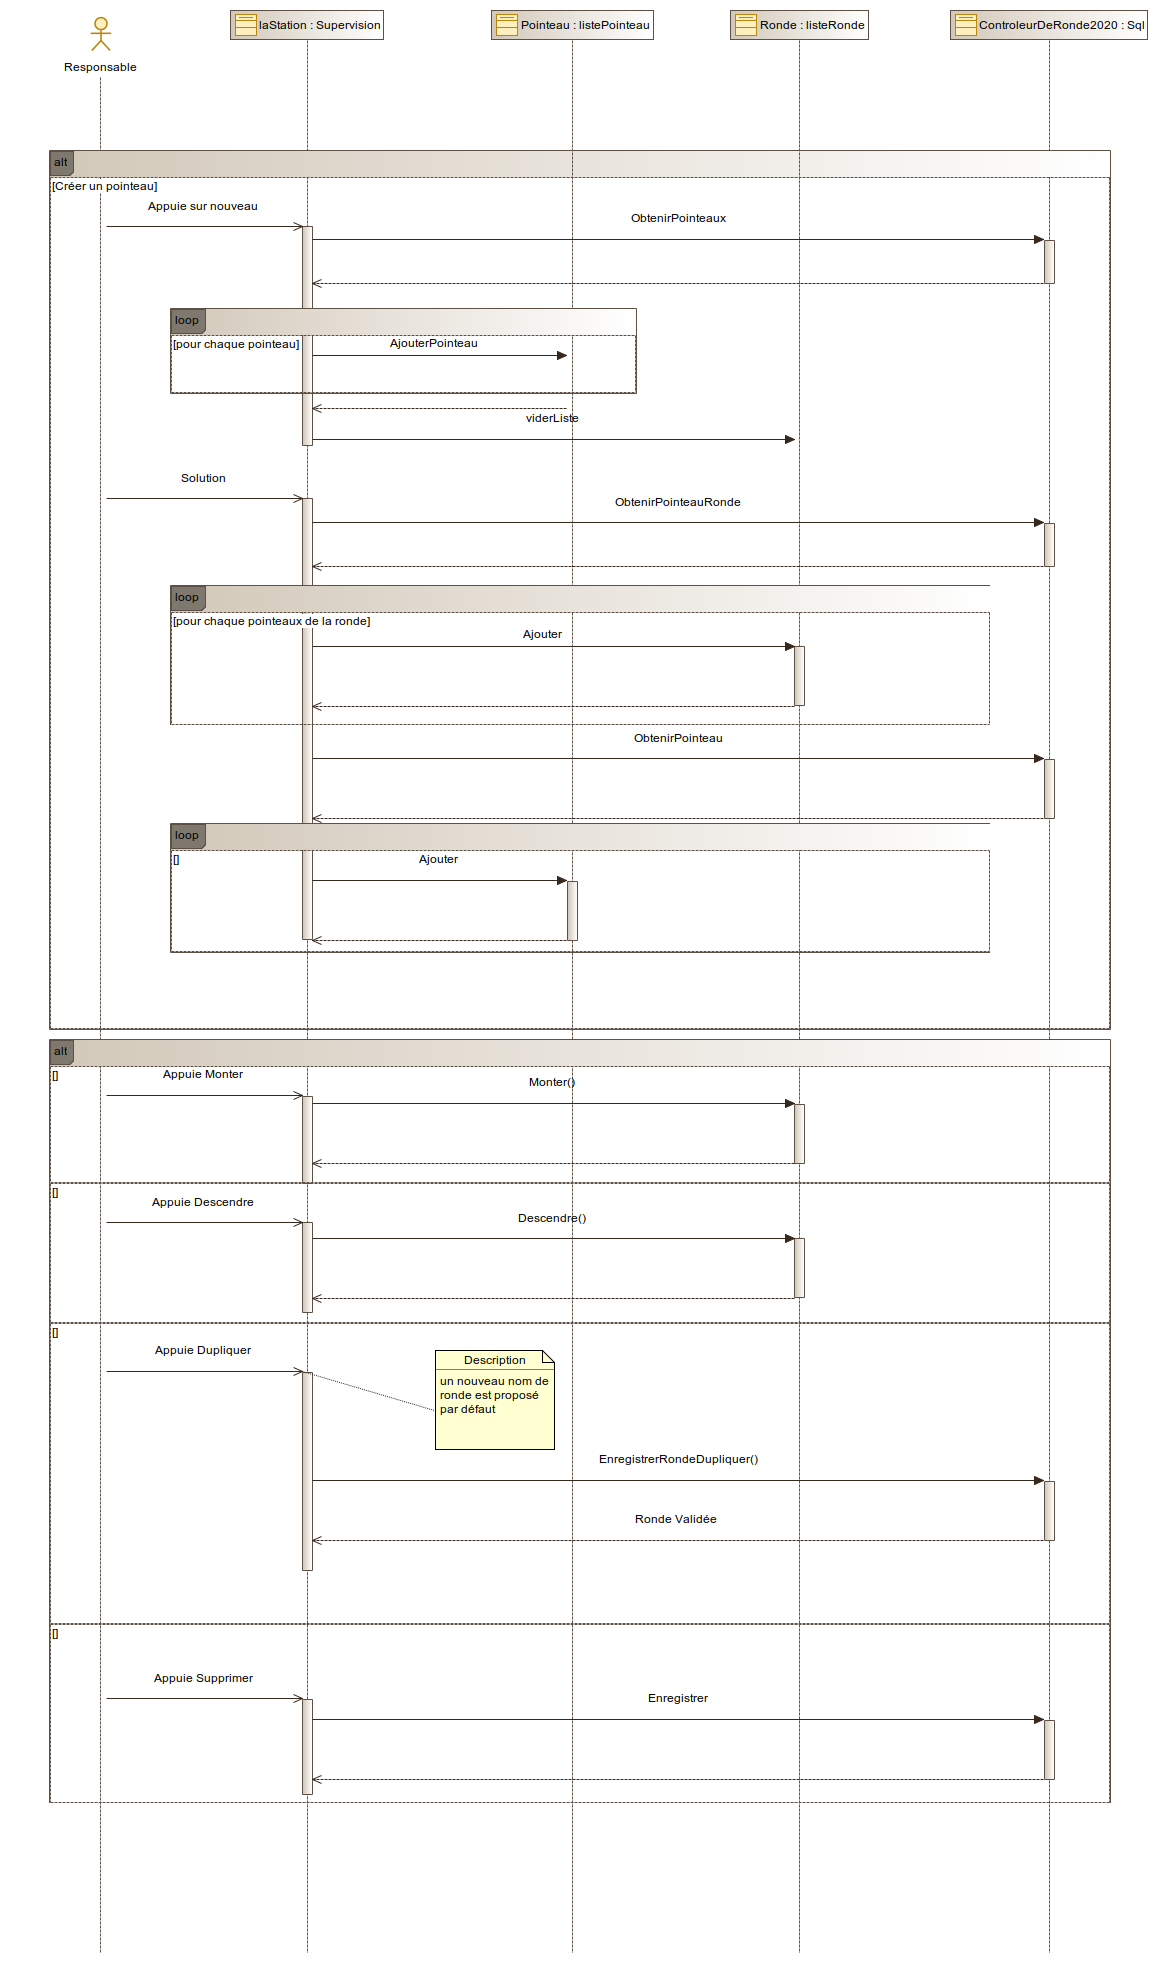 Responsable
laStation : Supervision
Pointeau : listePointeau
Ronde : listeRonde
ControleurDeRonde2020 : Sql
alt
[Créer un pointeau]
Appuie sur nouveau
ObtenirPointeaux
loop
[pour chaque pointeau]
AjouterPointeau
viderListe
Solution
ObtenirPointeauRonde
loop
[pour chaque pointeaux de la ronde]
Ajouter
ObtenirPointeau
loop
[]
Ajouter
alt
[]
Appuie Monter
Monter()
[]
Appuie Descendre
Descendre()
[]
Appuie Dupliquer
Description
un nouveau nom de
ronde est proposé
par défaut
EnregistrerRondeDupliquer()
Ronde Validée
[]
Appuie Supprimer
Enregistrer